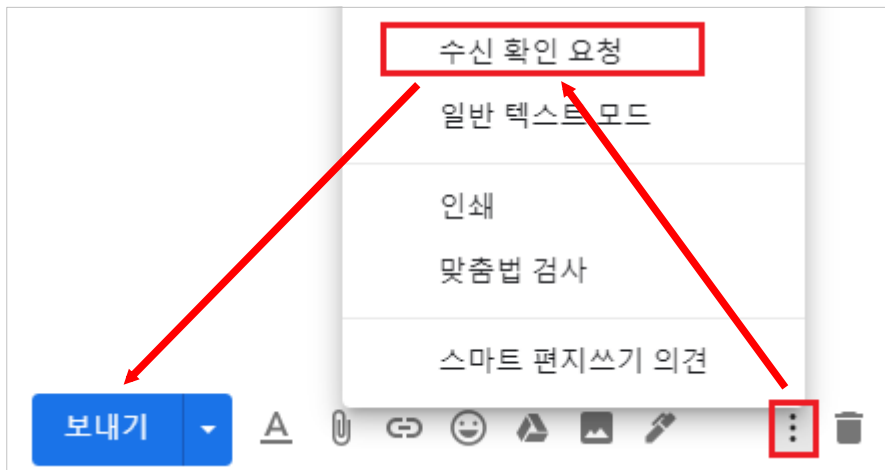 수신 확인 요청
일반 텍스트 모드
인쇄
맞춤법 검사
스마트 편지쓰기 의견
보내기